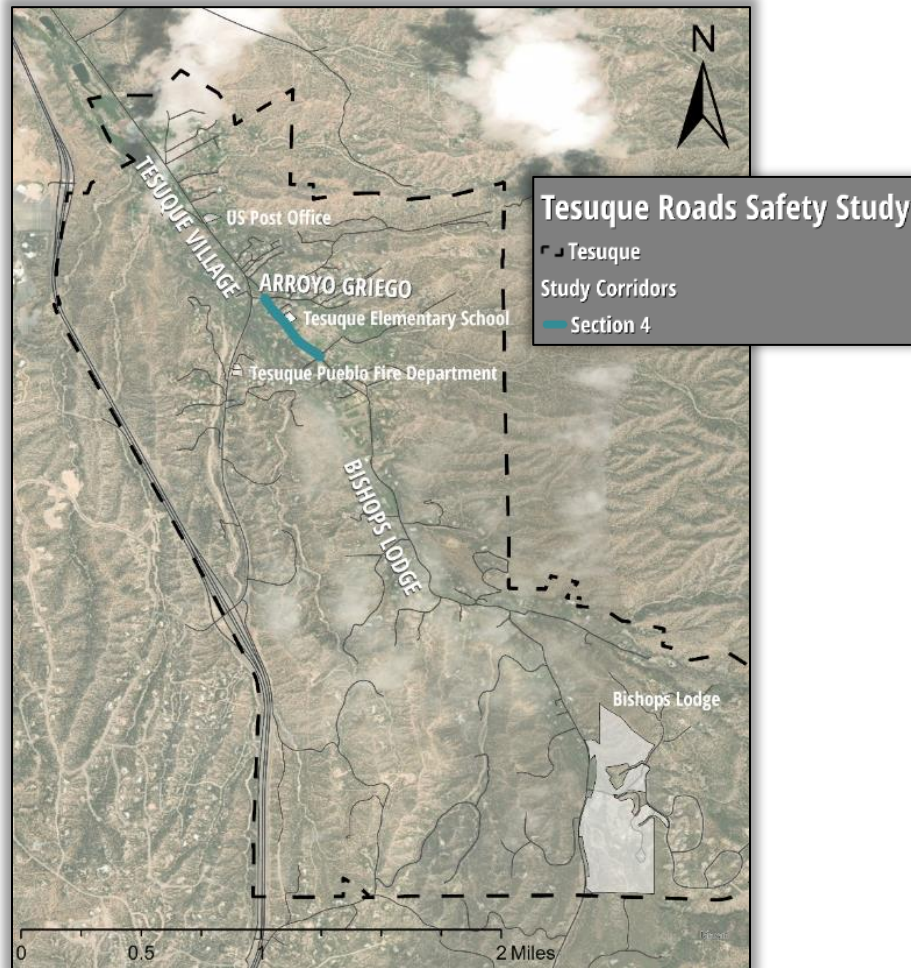 N
Tesuque Roads Safety Study
Tesuque
Study Corridors
Section 4
TESUQUE VILLAGE
US Post Office
ARROYO GRIEGO
Tesuque Elementary School
Tesuque Pueblo Fire Department
BISHOPS LODGE
Bishops Lodge
0
0.5
1
2 Miles